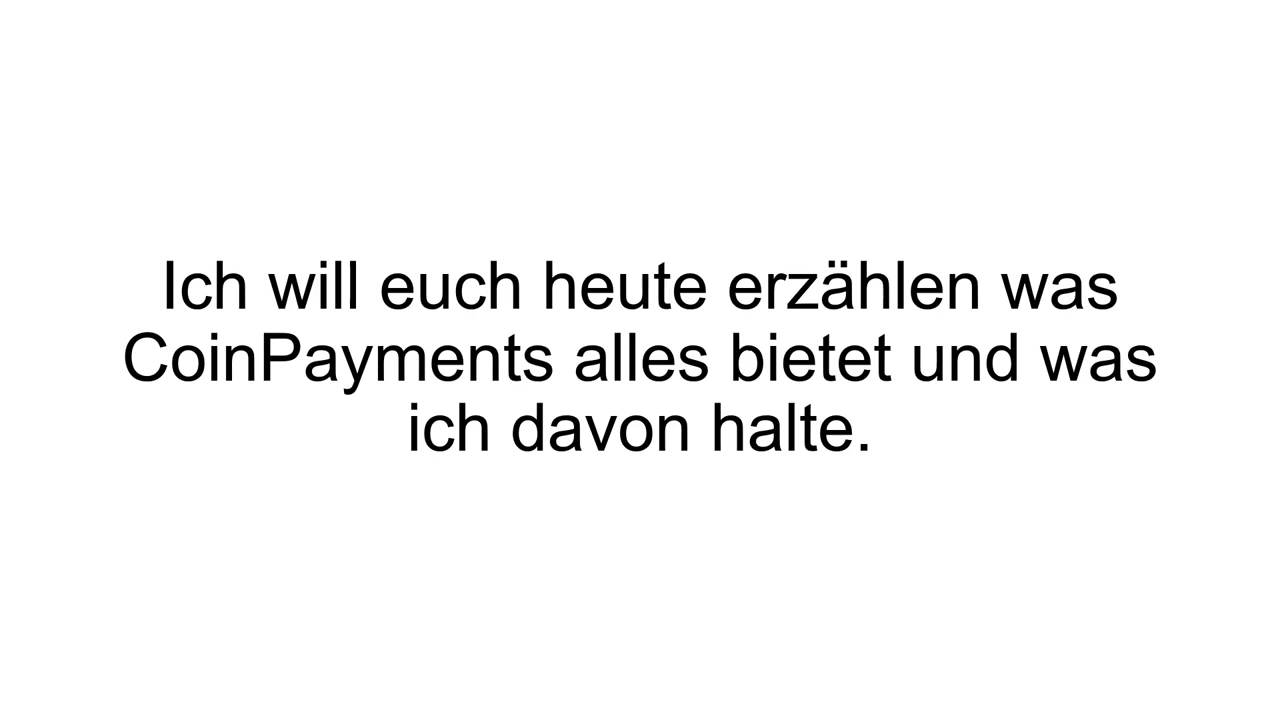 Ich will euch heute erzählen was
CoinPayments alles bietet und was
ich davon halte.